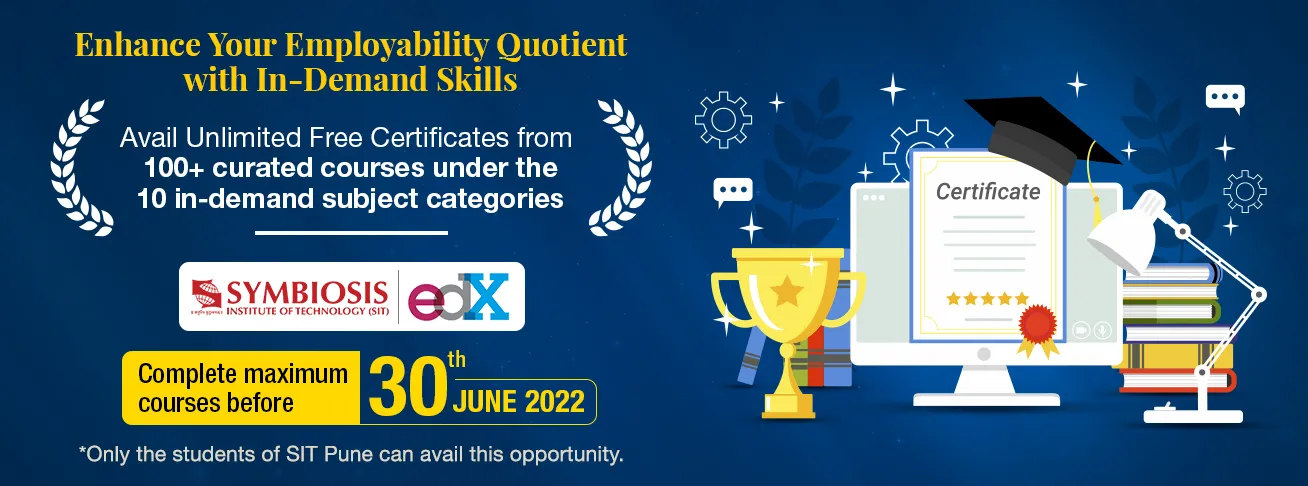 Enhance Your Employability Quotient
with In-Demand Skills
Avail Unlimited Free Certificates from
100+ curated courses under the
10 in-demand subject categories
SYMBIOSIS
INSTITUTE OF TECHNOLOGY (SIT)
edX
Complete maximum
courses before
30th
JUNE 2022
*Only the students of SIT Pune can avail this opportunity.
Certificate